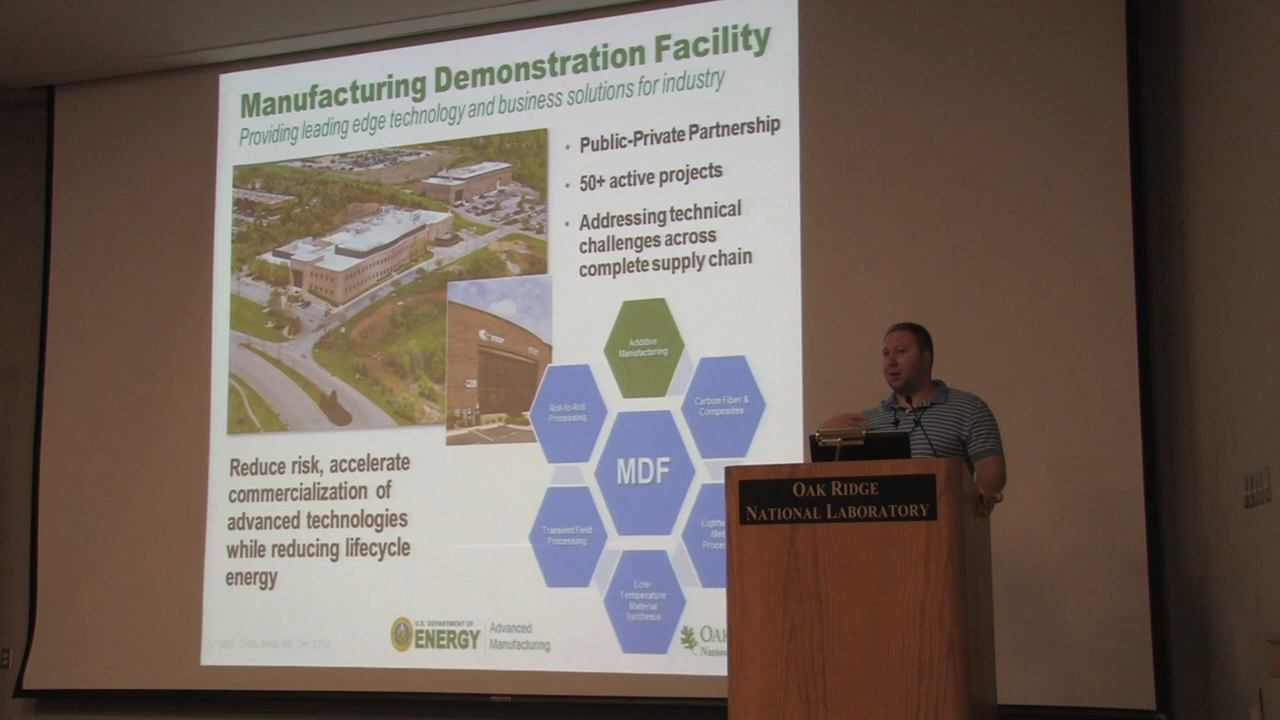 Manufacturing Demonstration Facility
Providing leading edge technology and business solutions for industry
• Public-Private Partnership
• 50+ active projects
• Addressing technical
challenges across
complete supply chain
Additive
Manufacturing
Roll-to-Roll
Processing
Carbon Fiber &
Composites
MDF
Transient Field
Processing
Low-
Temperature
Material
Synthesis
Reduce risk, accelerate
commercialization of
advanced technologies
while reducing lifecycle
energy
U.S. DEPARTMENT OF
ENERGY
Advanced
Manufacturing
OAK RIDGE
NATIONAL LABORATORY